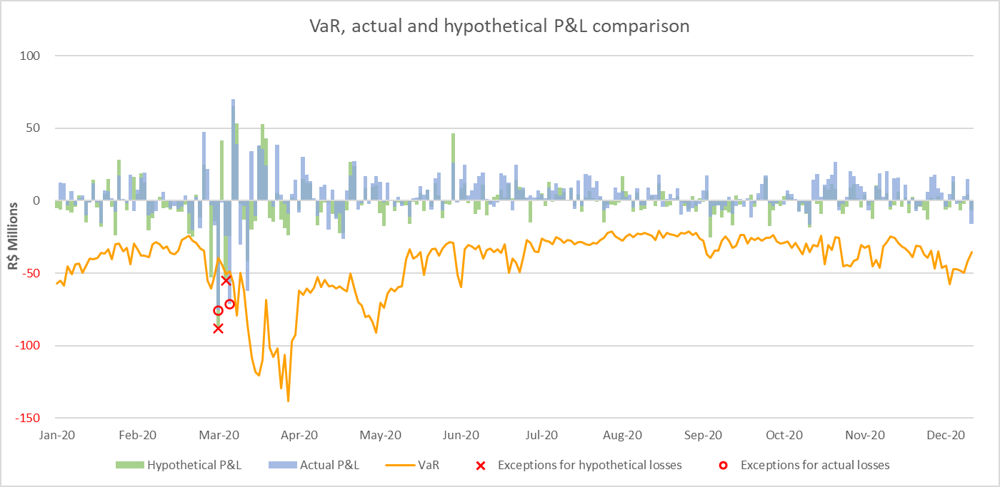 VaR, actual and hypothetical P&L comparison
R$ Millions
100
50
0
-50
-100
-150
Jan-20 Feb-20 Mar-20 Apr-20 May-20 Jun-20 Jul-20 Aug-20 Sep-20 Oct-20 Nov-20 Dec-20
Hypothetical P&L Actual P&L VaR Exceptions for hypothetical losses Exceptions for actual losses